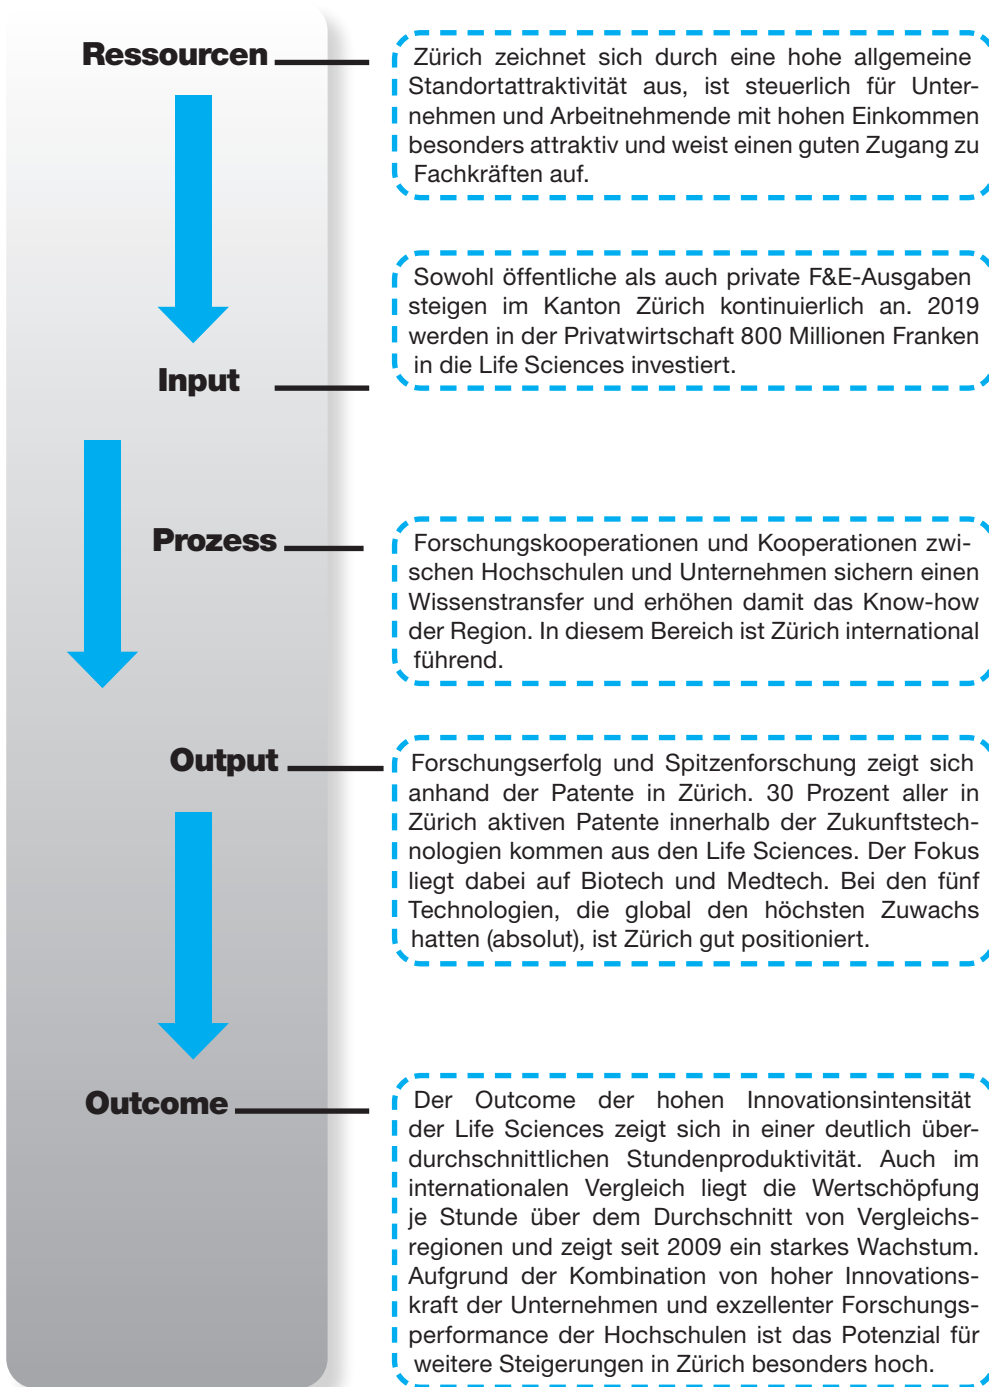 Ressourcen
Zürich zeichnet sich durch eine hohe allgemeine
Standortattraktivität aus, ist steuerlich für Unter-
nehmen und Arbeitnehmende mit hohen Einkommen
besonders attraktiv und weist einen guten Zugang zu
Fachkräften auf.
Input
Sowohl öffentliche als auch private F&E-Ausgaben
steigen im Kanton Zürich kontinuierlich an. 2019
werden in der Privatwirtschaft 800 Millionen Franken
in die Life Sciences investiert.
Prozess
Forschungskooperationen und Kooperationen zwi-
schen Hochschulen und Unternehmen sichern einen
Wissenstransfer und erhöhen damit das Know-how
der Region. In diesem Bereich ist Zürich international
führend.
Output
Forschungserfolg und Spitzenforschung zeigt sich
anhand der Patente in Zürich. 30 Prozent aller in
Zürich aktiven Patente innerhalb der Zukunftstech-
nologien kommen aus den Life Sciences. Der Fokus
liegt dabei auf Biotech und Medtech. Bei den fünf
Technologien, die global den höchsten Zuwachs
hatten (absolut), ist Zürich gut positioniert.
Outcome
Der Outcome der hohen Innovationsintensität
der Life Sciences zeigt sich in einer deutlich über-
durchschnittlichen Stundenproduktivität. Auch im
internationalen Vergleich liegt die Wertschöpfung
je Stunde über dem Durchschnitt von Vergleichs-
regionen und zeigt seit 2009 ein starkes Wachstum.
Aufgrund der Kombination von hoher Innovations-
kraft der Unternehmen und exzellenter Forschungs-
performance der Hochschulen ist das Potenzial für
weitere Steigerungen in Zürich besonders hoch.